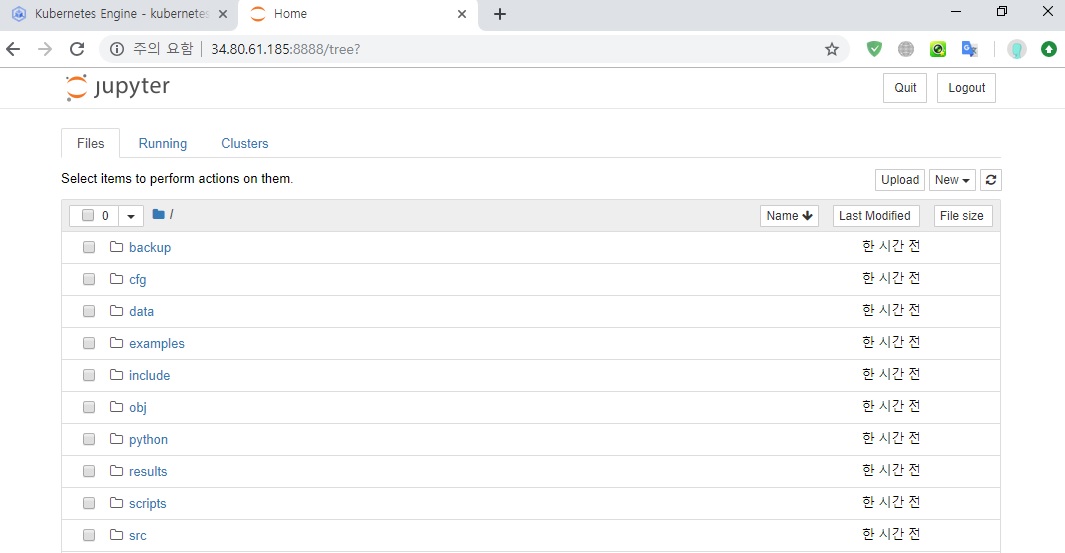 Kubernetes Engine - kubernetes
Home
주의 요함 34.80.61.185:8888/tree?
jupyter
Quit Logout
Files Running Clusters
Select items to perform actions on them.
Upload New
0 / Name Last Modified File size
backup 한 시간 전
cfg 한 시간 전
data 한 시간 전
examples 한 시간 전
include 한 시간 전
obj 한 시간 전
python 한 시간 전
results 한 시간 전
scripts 한 시간 전
src 한 시간 전